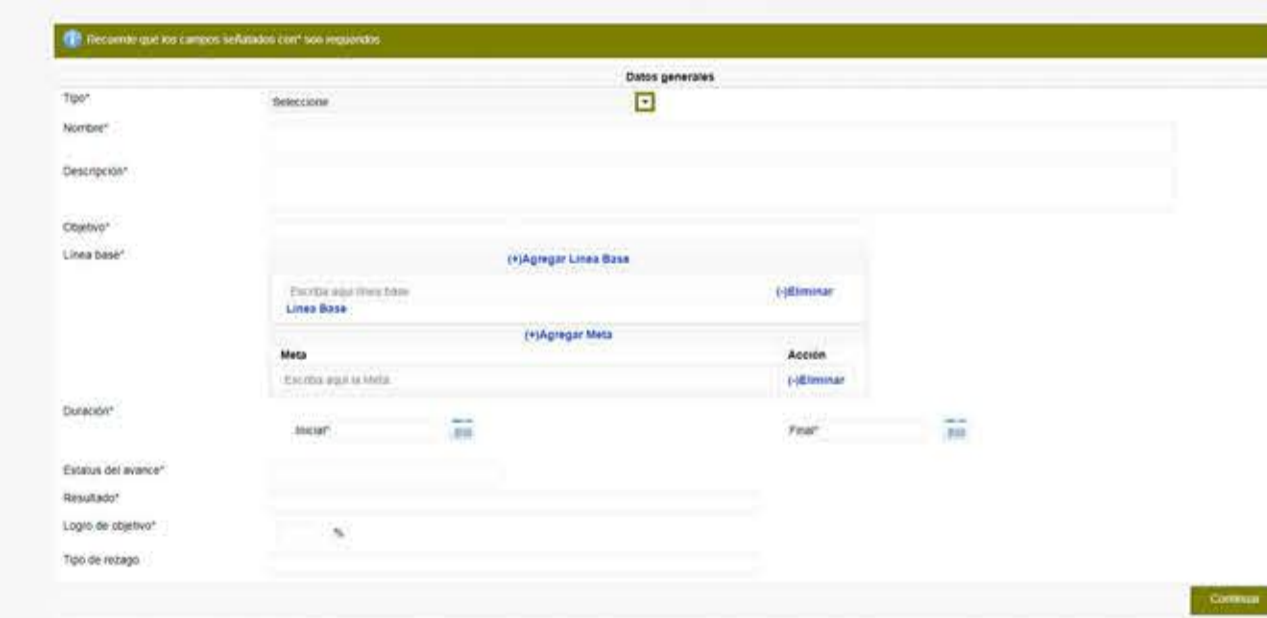 Recuerde que los campos señalados con* son requeridos
Datos generales
Tipo*
Seleccione
Nombre*
Descripción*
Objetivo*
Línea base*
(+)Agregar Línea Base
Escriba aquí línea base
(-)Eliminar
Línea Base
(+)Agregar Meta
Meta
Acción
Escriba aquí la Meta
(-)Eliminar
Duración*
Inicial*
Final*
Estatus del avance*
Resultado*
Logro de objetivo*
Tipo de rezago
Continuar